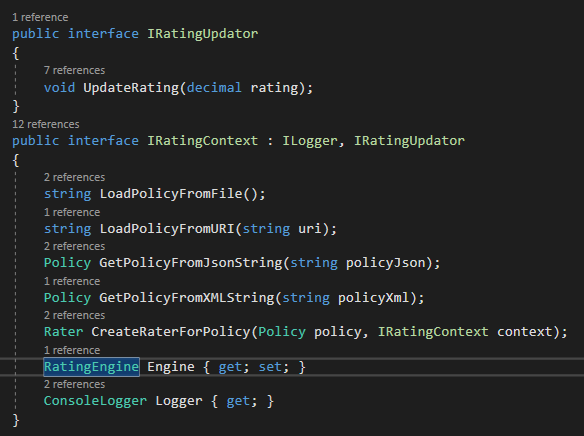 1 reference
public interface IRatingUpdator
{
7 references
void UpdateRating(decimal rating);
}
12 references
public interface IRatingContext : ILogger, IRatingUpdator
{
2 references
string LoadPolicyFromFile();
1 reference
string LoadPolicyFromURI(string uri);
2 references
Policy GetPolicyFromJsonString(string policyJson);
1 reference
Policy GetPolicyFromXMLString(string policyXml);
2 references
Rater CreateRaterForPolicy(Policy policy, IRatingContext context);
1 reference
RatingEngine Engine { get; set; }
2 references
ConsoleLogger Logger { get; }
}